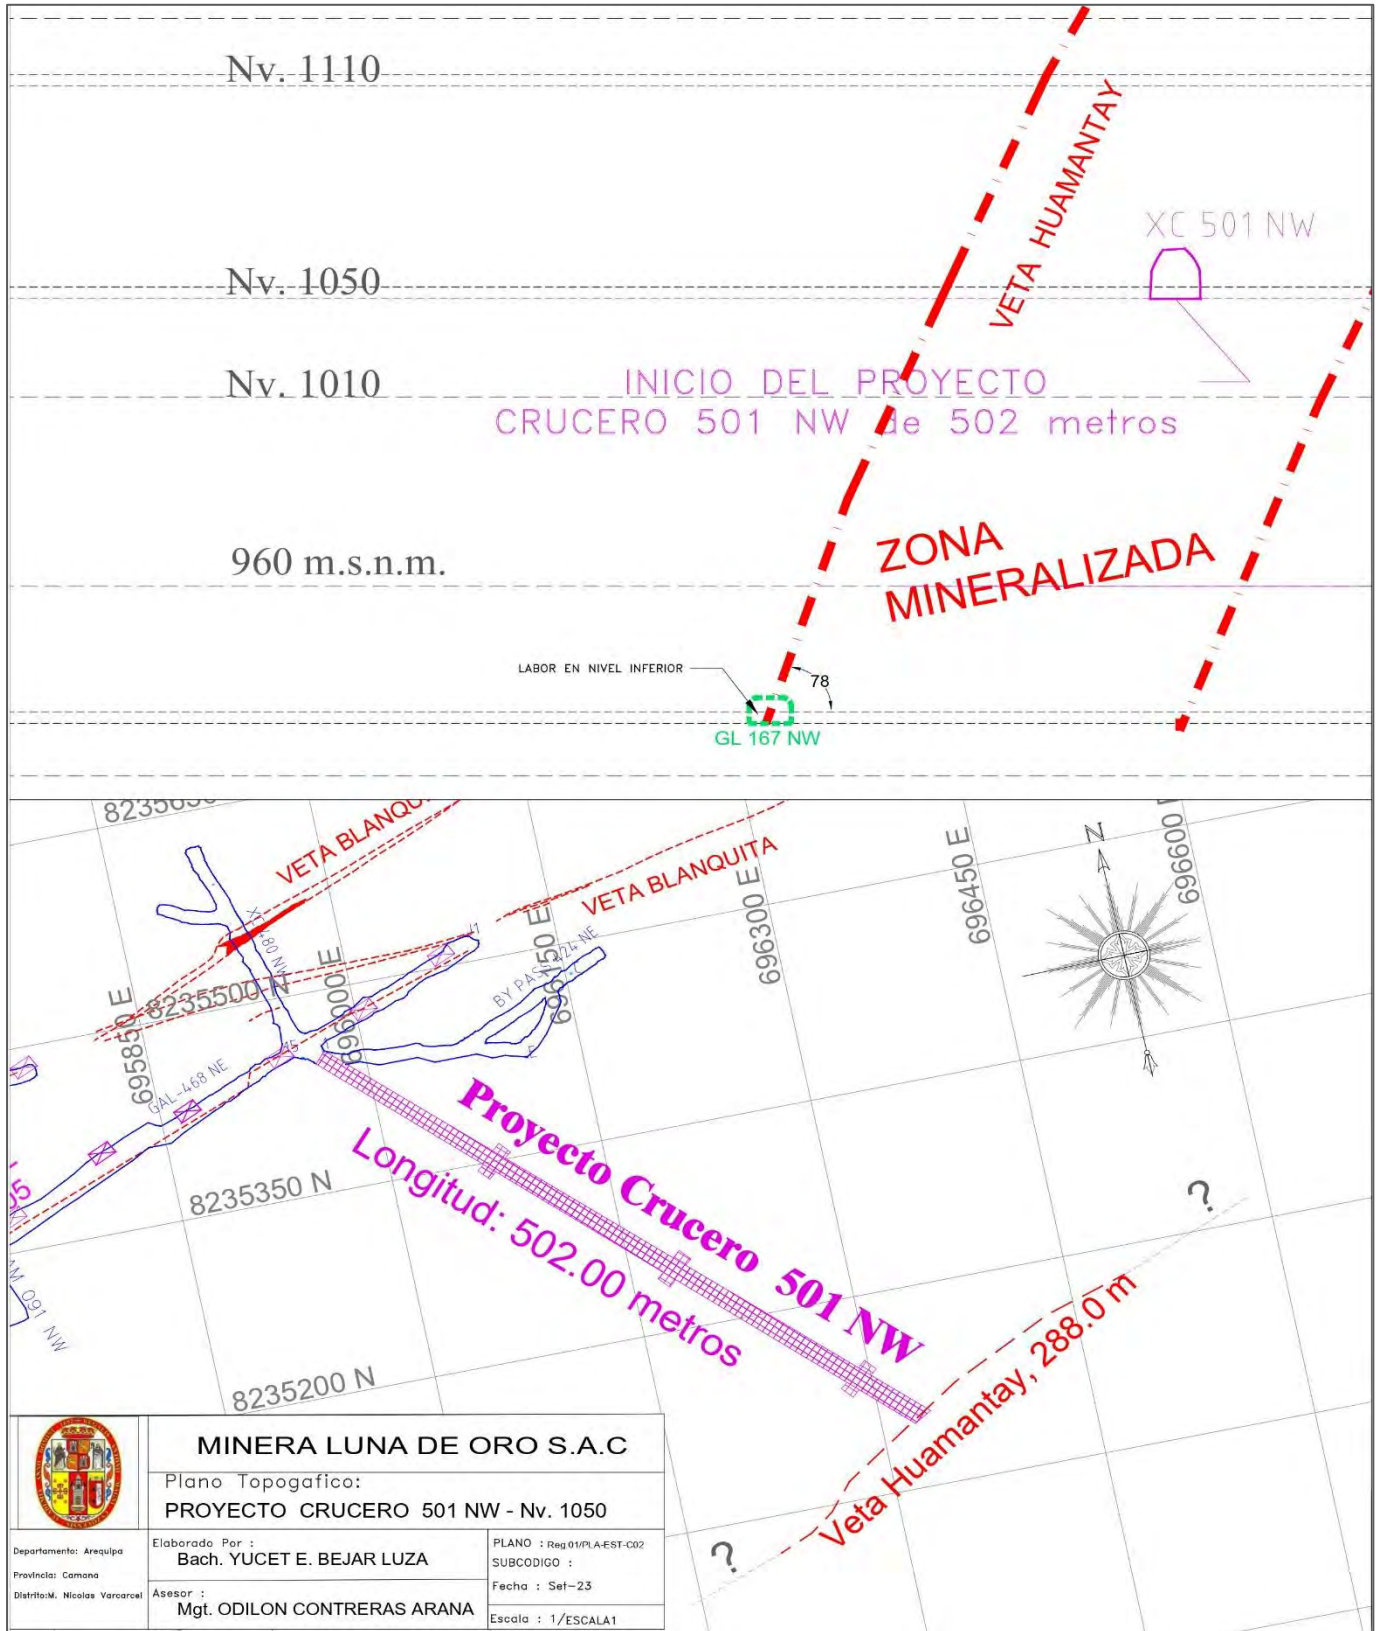 Nv. 1110
VETA HUAMANTAY
XC 501 NW
Nv. 1050
Nv. 1010
INICIO DEL PROYECTO
CRUCERO 501 NW de 502 metros
ZONA
MINERALIZADA
960 m.s.n.m.
LABOR EN NIVEL INFERIOR
78
GL 167 NW
VETA BLANQUITA
696450 E
696600
N
696300 E
696150 E
696000 E
695850 E
8235500 N
GAL-468 NE
8235350 N
8235200 N
Proyecto Crucero 501 NW
Longitud: 502.00 metros
?
Veta Huamantay, 288.0 m
?
MINERA LUNA DE ORO S.A.C
Plano Topogafico:
PROYECTO CRUCERO 501 NW - Nv. 1050
Departamento: Arequipa
Provincia: Camana
Distrito:M. Nicolas Varcarcel
Elaborado Por :
Bach. YUCET E. BEJAR LUZA
Asesor :
Mgt. ODILON CONTRERAS ARANA
PLANO : Reg 01/PLA-EST-C02
SUBCODIGO :
Fecha : Set-23
Escala : 1/ESCALA1